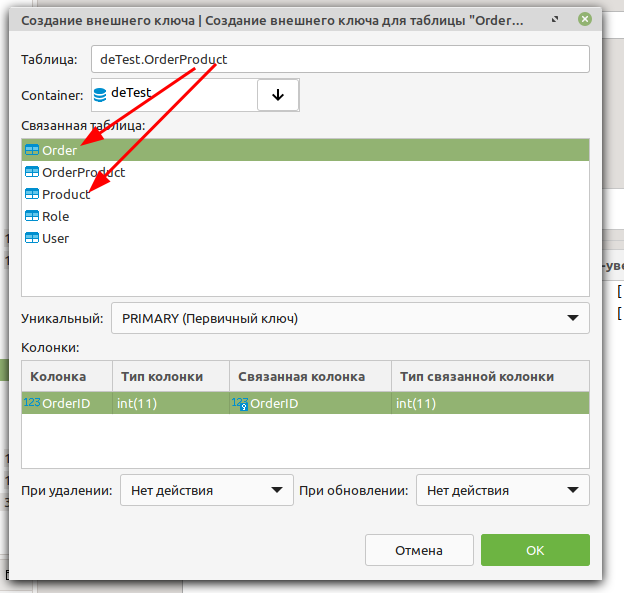 Создание внешнего ключа | Создание внешнего ключа для таблицы "Order...
Таблица: deTest.OrderProduct
Container: deTest
Связанная таблица:
Order
OrderProduct
Product
Role
User
Уникальный: PRIMARY (Первичный ключ)
Колонки:
Колонка Тип колонки Связанная колонка Тип связанной колонки
123 OrderID int(11) 123 OrderID int(11)
При удалении: Нет действия При обновлении: Нет действия
Отмена OK
-уве
[
[